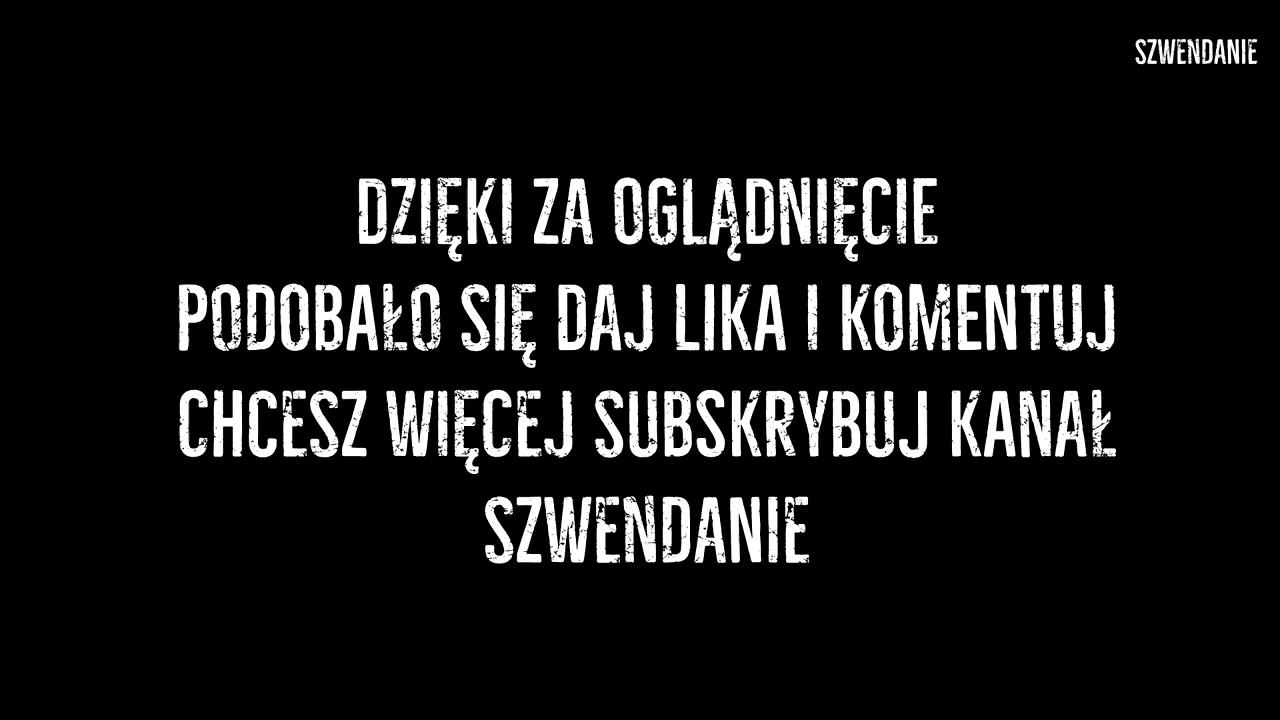 SZWENDANIE
DZIĘKI ZA OGLĄDNIĘCIE
PODOBAŁO SIĘ DAJ LIKA I KOMENTUJ
CHCESZ WIĘCEJ SUBSKRYBUJ KANAŁ
SZWENDANIE